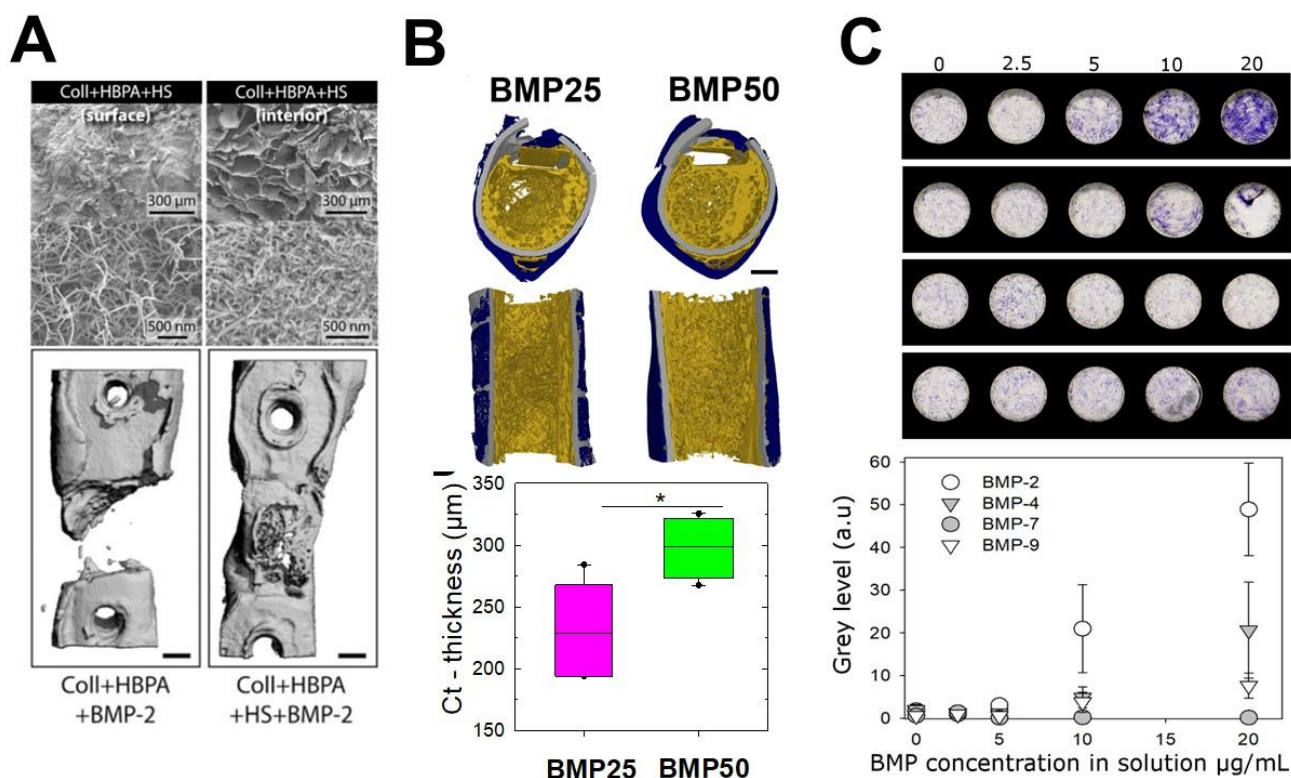 A
Coll+HBPA+HS
(surface)
Coll+HBPA+HS
(interior)
300 µm
300 µm
500 nm
500 nm
Coll+HBPA
+BMP-2
Coll+HBPA
+HS+BMP-2
B
BMP25
BMP50
Ct - thickness (µm)
350
300
250
200
150
*
BMP25
BMP50
C
0 2.5 5 10 20
Grey level (a.u)
60
50
40
30
20
10
0
BMP-2
BMP-4
BMP-7
BMP-9
0 5 10 15 20
BMP concentration in solution µg/mL